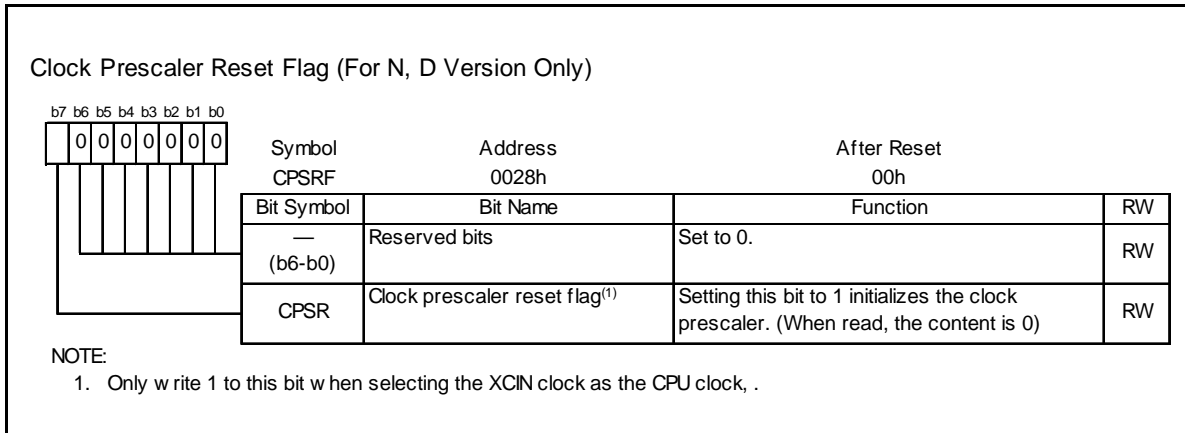 Clock Prescaler Reset Flag (For N, D Version Only)
b7 b6 b5 b4 b3 b2 b1 b0
0 0 0 0 0 0 0
Symbol Address After Reset
CPSRF 0028h 00h
Bit Symbol Bit Name Function RW
— Reserved bits Set to 0. RW
(b6-b0)
CPSR Clock prescaler reset flag(1) Setting this bit to 1 initializes the clock RW
prescaler. (When read, the content is 0)
NOTE:
1. Only w rite 1 to this bit w hen selecting the XCIN clock as the CPU clock, .